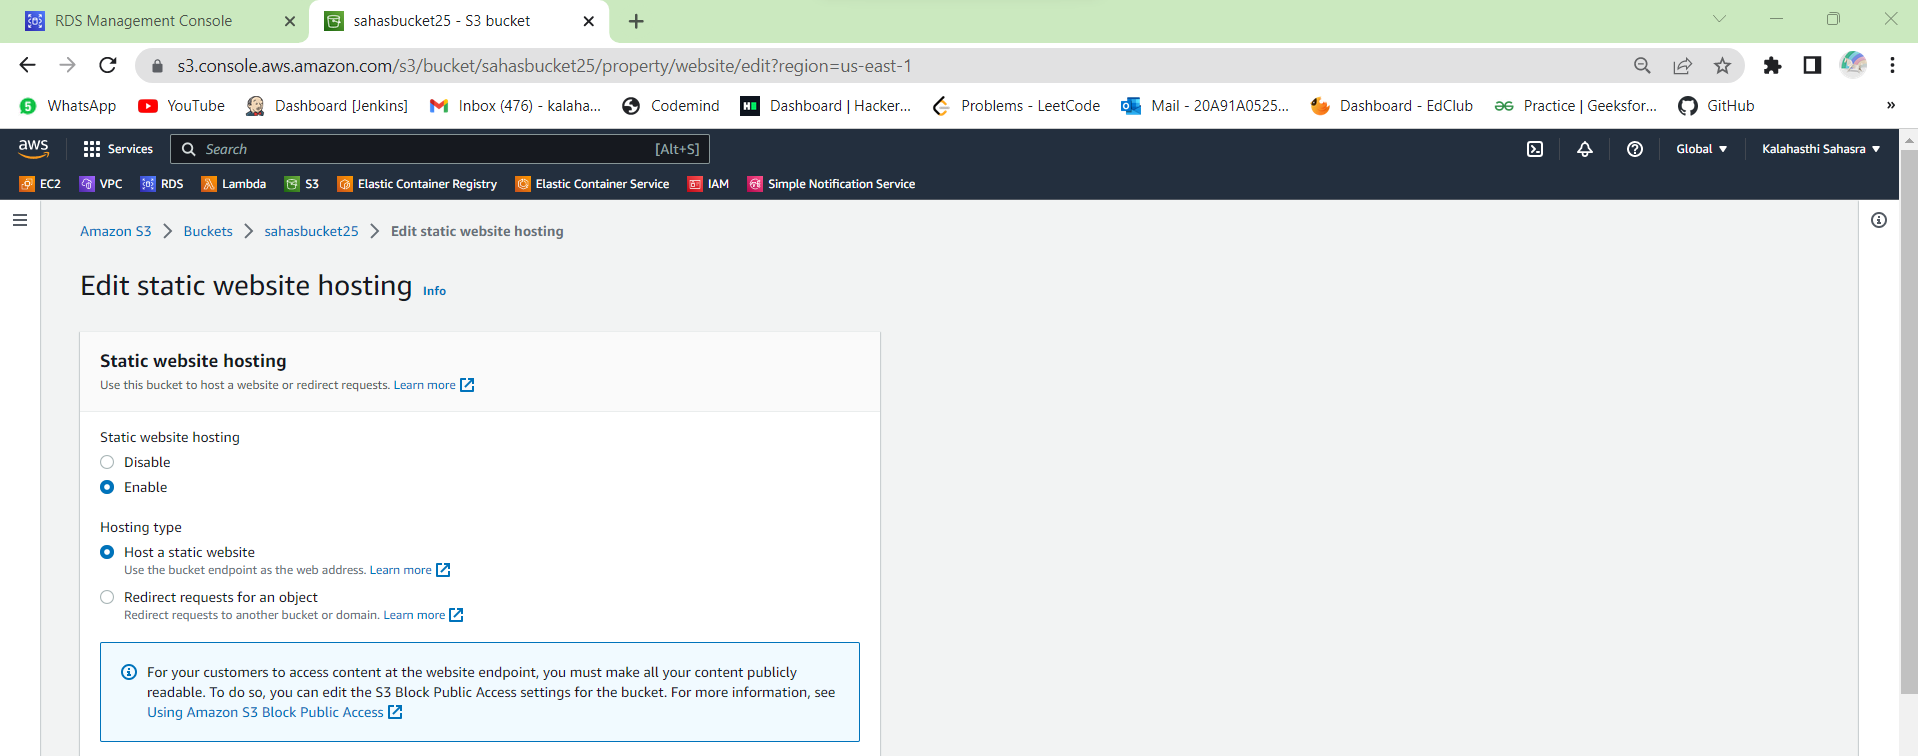 RDS Management Console
sahasbucket25 - S3 bucket
s3.console.aws.amazon.com/s3/bucket/sahasbucket25/property/website/edit?region=us-east-1
WhatsApp YouTube Dashboard [Jenkins] Inbox (476) - kalaha... Codemind Dashboard | Hacker... Problems - LeetCode Mail - 20A91A0525... Dashboard - EdClub Practice | Geeksfor... GitHub »
aws Services Search [Alt+S] Global Kalahasthi Sahasra
EC2 VPC RDS Lambda S3 Elastic Container Registry Elastic Container Service IAM Simple Notification Service
Amazon S3 > Buckets > sahasbucket25 > Edit static website hosting
Edit static website hosting Info
Static website hosting
Use this bucket to host a website or redirect requests. Learn more
Static website hosting
Disable
Enable
Hosting type
Host a static website
Use the bucket endpoint as the web address. Learn more
Redirect requests for an object
Redirect requests to another bucket or domain. Learn more
For your customers to access content at the website endpoint, you must make all your content publicly
readable. To do so, you can edit the S3 Block Public Access settings for the bucket. For more information, see
Using Amazon S3 Block Public Access